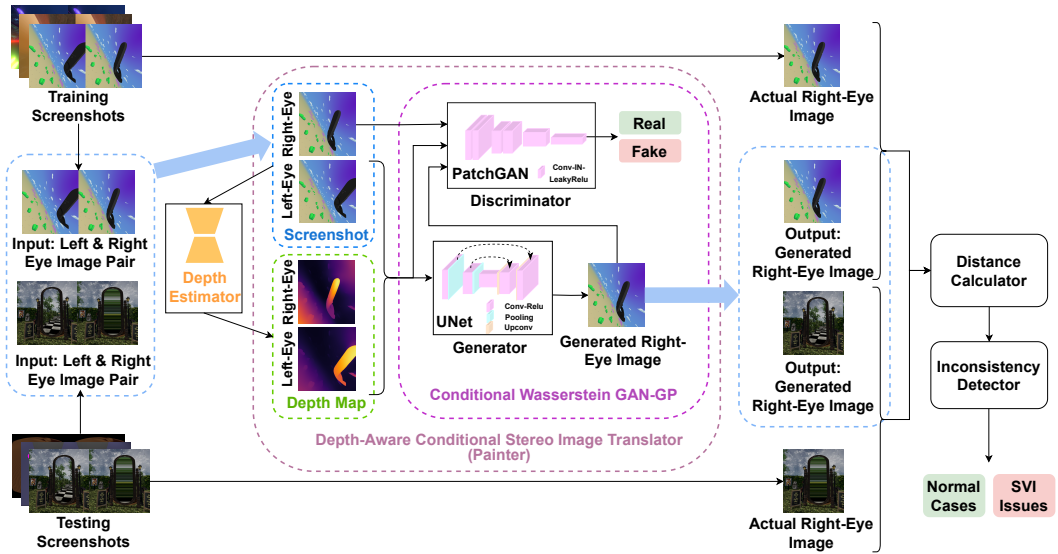 Training
Screenshots
Input: Left & Right
Eye Image Pair
Input: Left & Right
Eye Image Pair
Testing
Screenshots
Depth
Estimator
Right-Eye
Left-Eye
Screenshot
Right-Eye
Left-Eye
Depth Map
PatchGAN
Conv-IN-
LeakyRelu
Discriminator
Real
Fake
UNet
Conv-Relu
Pooling
Upconv
Generator
Generated Right-
Eye Image
Conditional Wasserstein GAN-GP
Depth-Aware Conditional Stereo Image Translator
(Painter)
Actual Right-Eye
Image
Output:
Generated
Right-Eye Image
Output:
Generated
Right-Eye Image
Actual Right-Eye
Image
Distance
Calculator
Inconsistency
Detector
Normal
Cases
SVI
Issues